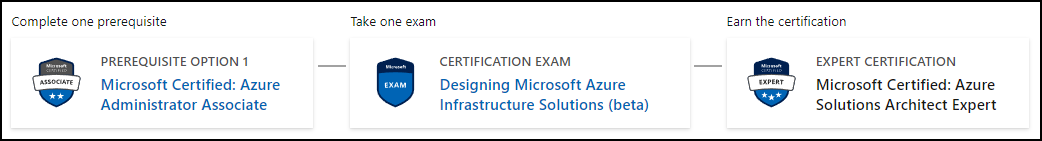 Complete one prerequisite
Take one exam
Earn the certification
Microsoft
CERTIFIED
ASSOCIATE
PREREQUISITE OPTION 1
Microsoft Certified: Azure
Administrator Associate
Microsoft
EXAM
CERTIFICATION EXAM
Designing Microsoft Azure
Infrastructure Solutions (beta)
Microsoft
CERTIFIED
EXPERT
EXPERT CERTIFICATION
Microsoft Certified: Azure
Solutions Architect Expert